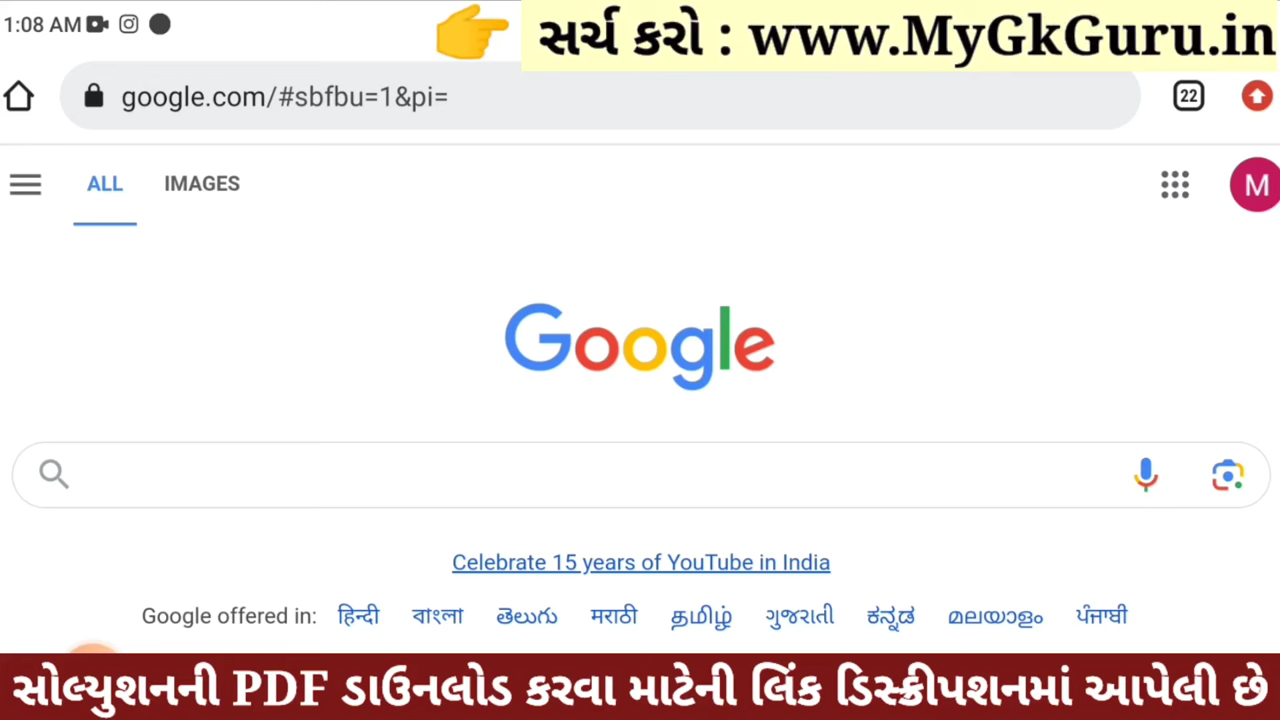 1:08 AM
સર્ચ કરો : www.MyGkGuru.in
google.com/#sbfbu=1&pi=
22
ALL IMAGES
M
Google
Celebrate 15 years of YouTube in India
Google offered in: हिन्दी বাংলা తెలుగు मराठी தமிழ் ગુજરાતી ಕನ್ನಡ മലയാളം ਪੰਜਾਬੀ
સોલ્યુશનની PDF ડાઉનલોડ કરવા માટેની લિંક ડિસ્ક્રીપશનમાં આપેલી છે